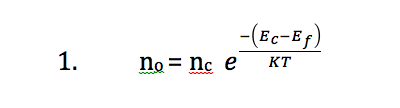 1. n₀ = n꜀ e^(-(E꜀-E_f)/KT)